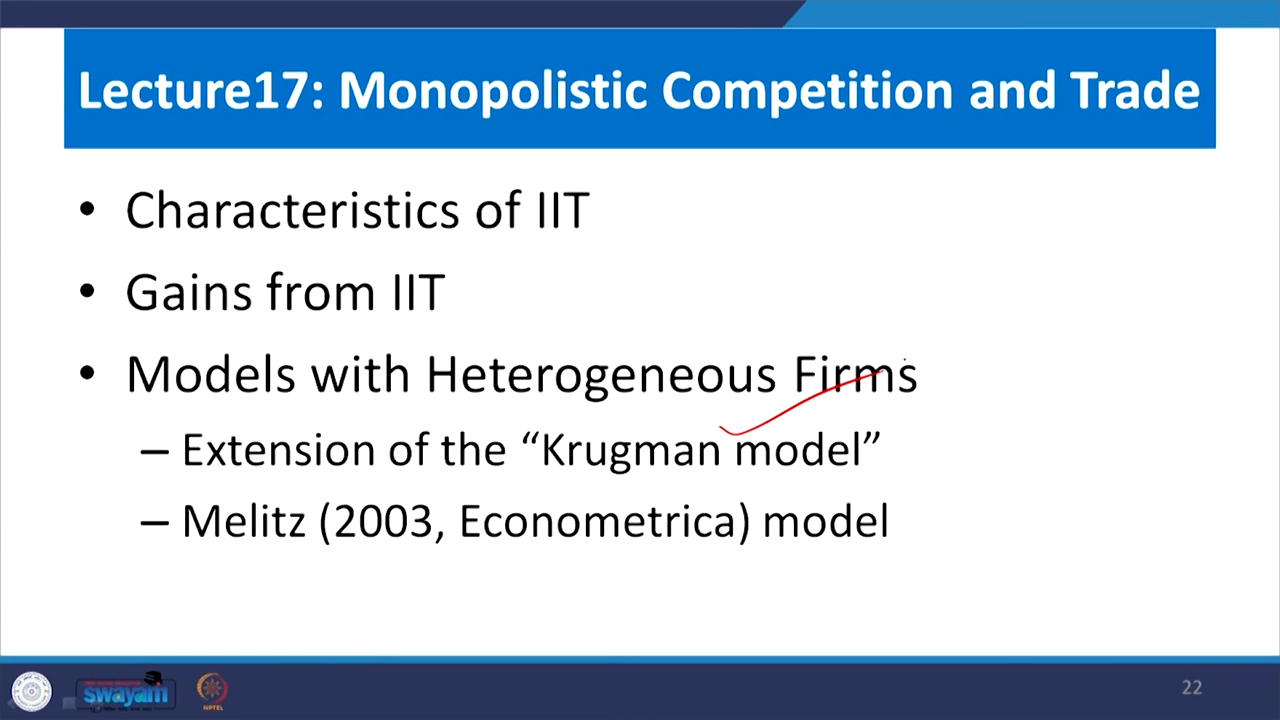 Lecture17: Monopolistic Competition and Trade
• Characteristics of IIT
• Gains from IIT
• Models with Heterogeneous Firms
– Extension of the “Krugman model”
– Melitz (2003, Econometrica) model
swayam
NPTEL
22